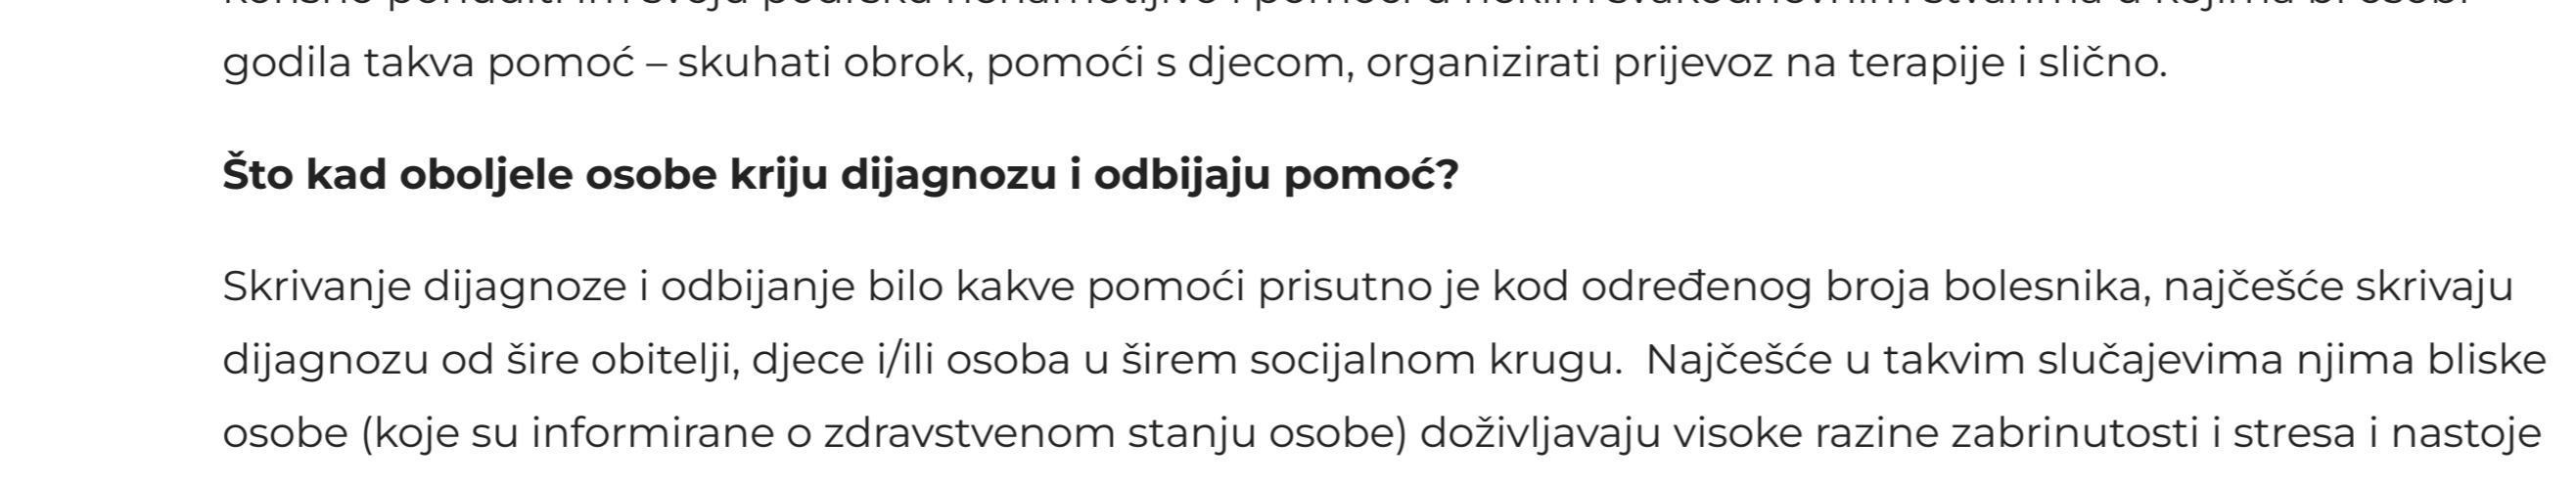 godila takva pomoć – skuhati obrok, pomoći s djecom, organizirati prijevoz na terapije i slično.
Što kad oboljele osobe kriju dijagnozu i odbijaju pomoć?
Skrivanje dijagnoze i odbijanje bilo kakve pomoći prisutno je kod određenog broja bolesnika, najčešće skrivaju
dijagnozu od šire obitelji, djece i/ili osoba u širem socijalnom krugu.  Najčešće u takvim slučajevima njima bliske
osobe (koje su informirane o zdravstvenom stanju osobe) doživljavaju visoke razine zabrinutosti i stresa i nastoje